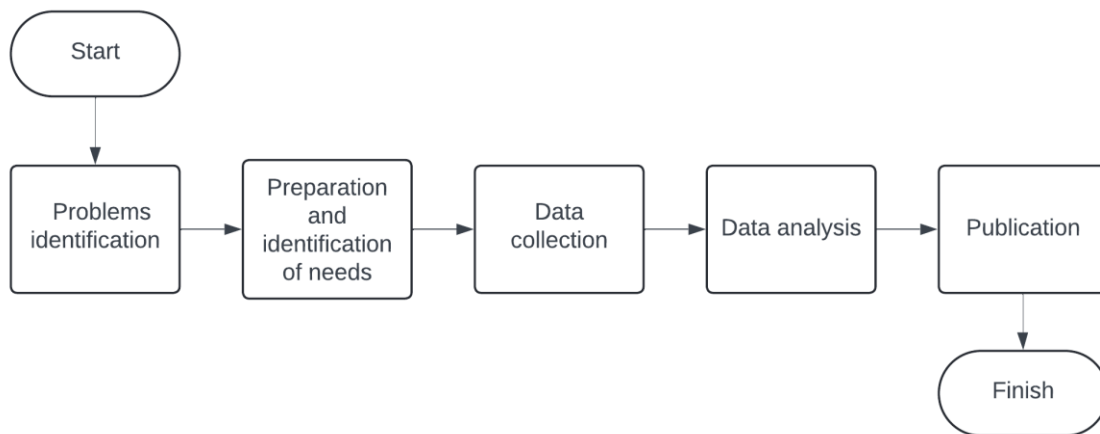 Start
Problems
identification
Preparation
and
identification
of needs
Data
collection
Data analysis
Publication
Finish